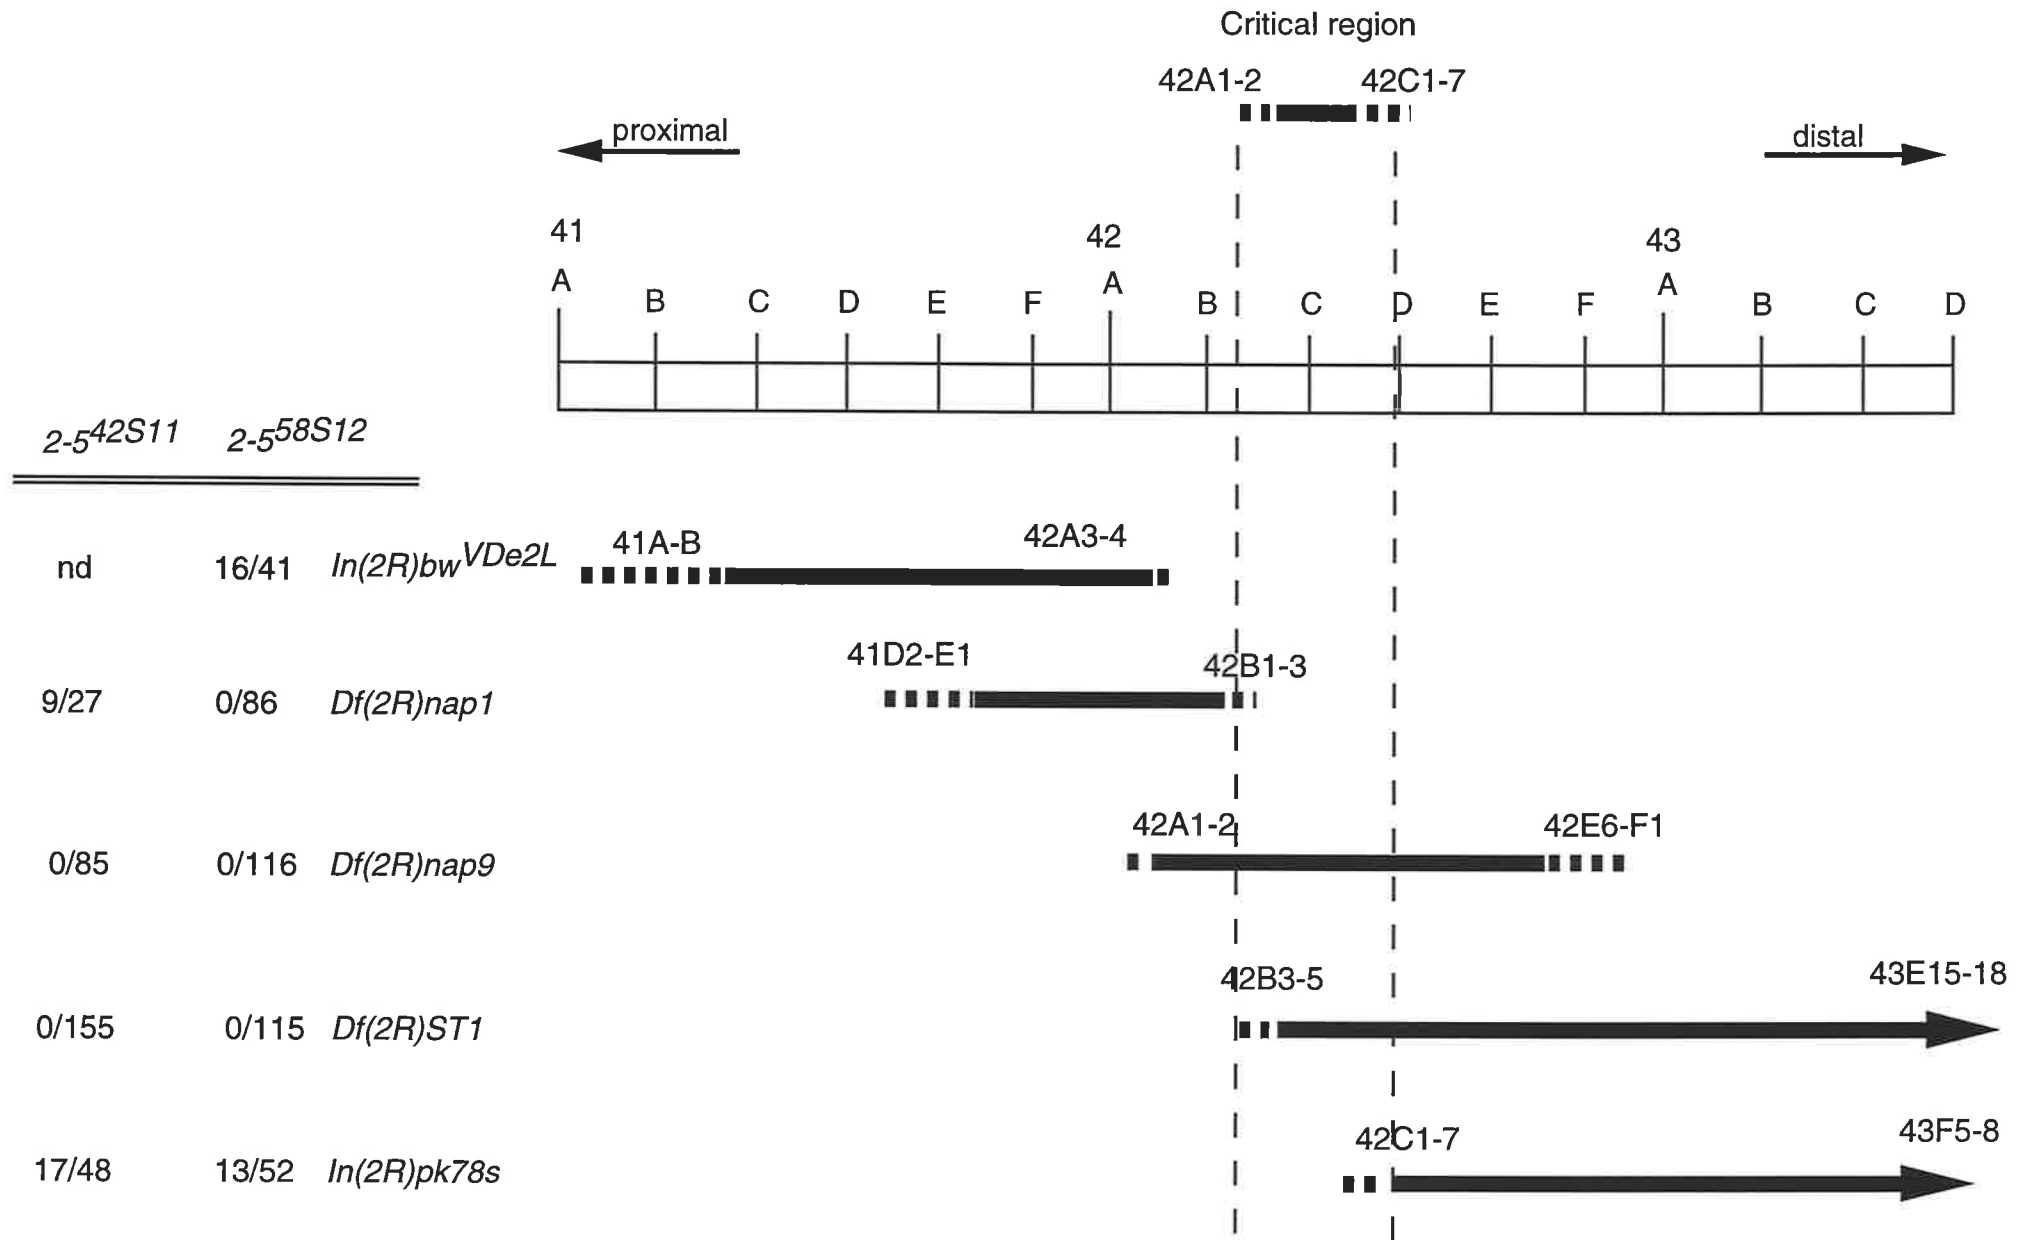 Critical region
42A1-2 42C1-7
proximal distal
41 42 43
A B C D E F A B C D E F A B C D
2-5^42S11 2-5^58S12
nd 16/41 In(2R)bw^VDe2L 41A-B 42A3-4
9/27 0/86 Df(2R)nap1 41D2-E1 42B1-3
0/85 0/116 Df(2R)nap9 42A1-2 42E6-F1
0/155 0/115 Df(2R)ST1 42B3-5 43E15-18
17/48 13/52 In(2R)pk78s 42C1-7 43F5-8